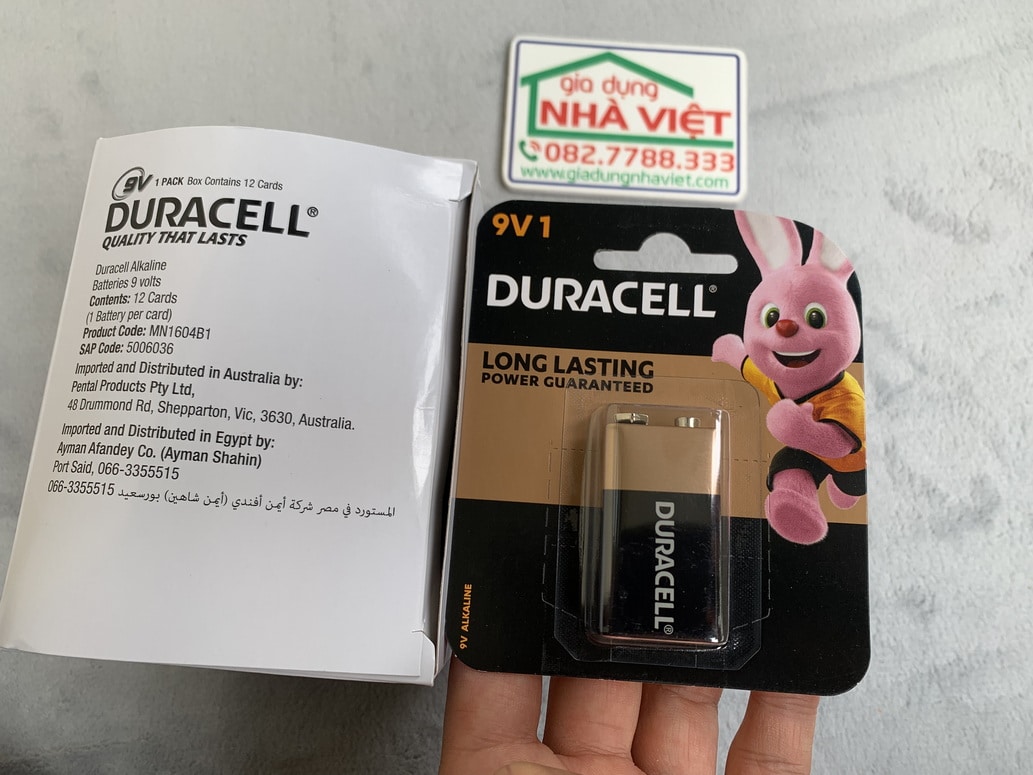 gia dụng
NHÀ VIỆT
082.7788.333
www.giadungnhaviet.com
9V 1 PACK Box Contains 12 Cards
DURACELL®
QUALITY THAT LASTS
Duracell Alkaline
Batteries 9 volts
Contents: 12 Cards
(1 Battery per card)
Product Code: MN1604B1
SAP Code: 5006036
Imported and Distributed in Australia by:
Pental Products Pty Ltd,
48 Drummond Rd, Shepparton, Vic, 3630, Australia.
Imported and Distributed in Egypt by:
Ayman Afandey Co. (Ayman Shahin)
Port Said, 066-3355515
المستورد في مصر شركة أيمن أفندي (أيمن شاهين) بورسعيد 3355515-066
9V 1
DURACELL®
LONG LASTING
POWER GUARANTEED
DURACELL®
9V ALKALINE